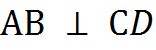 AB ⊥ CD